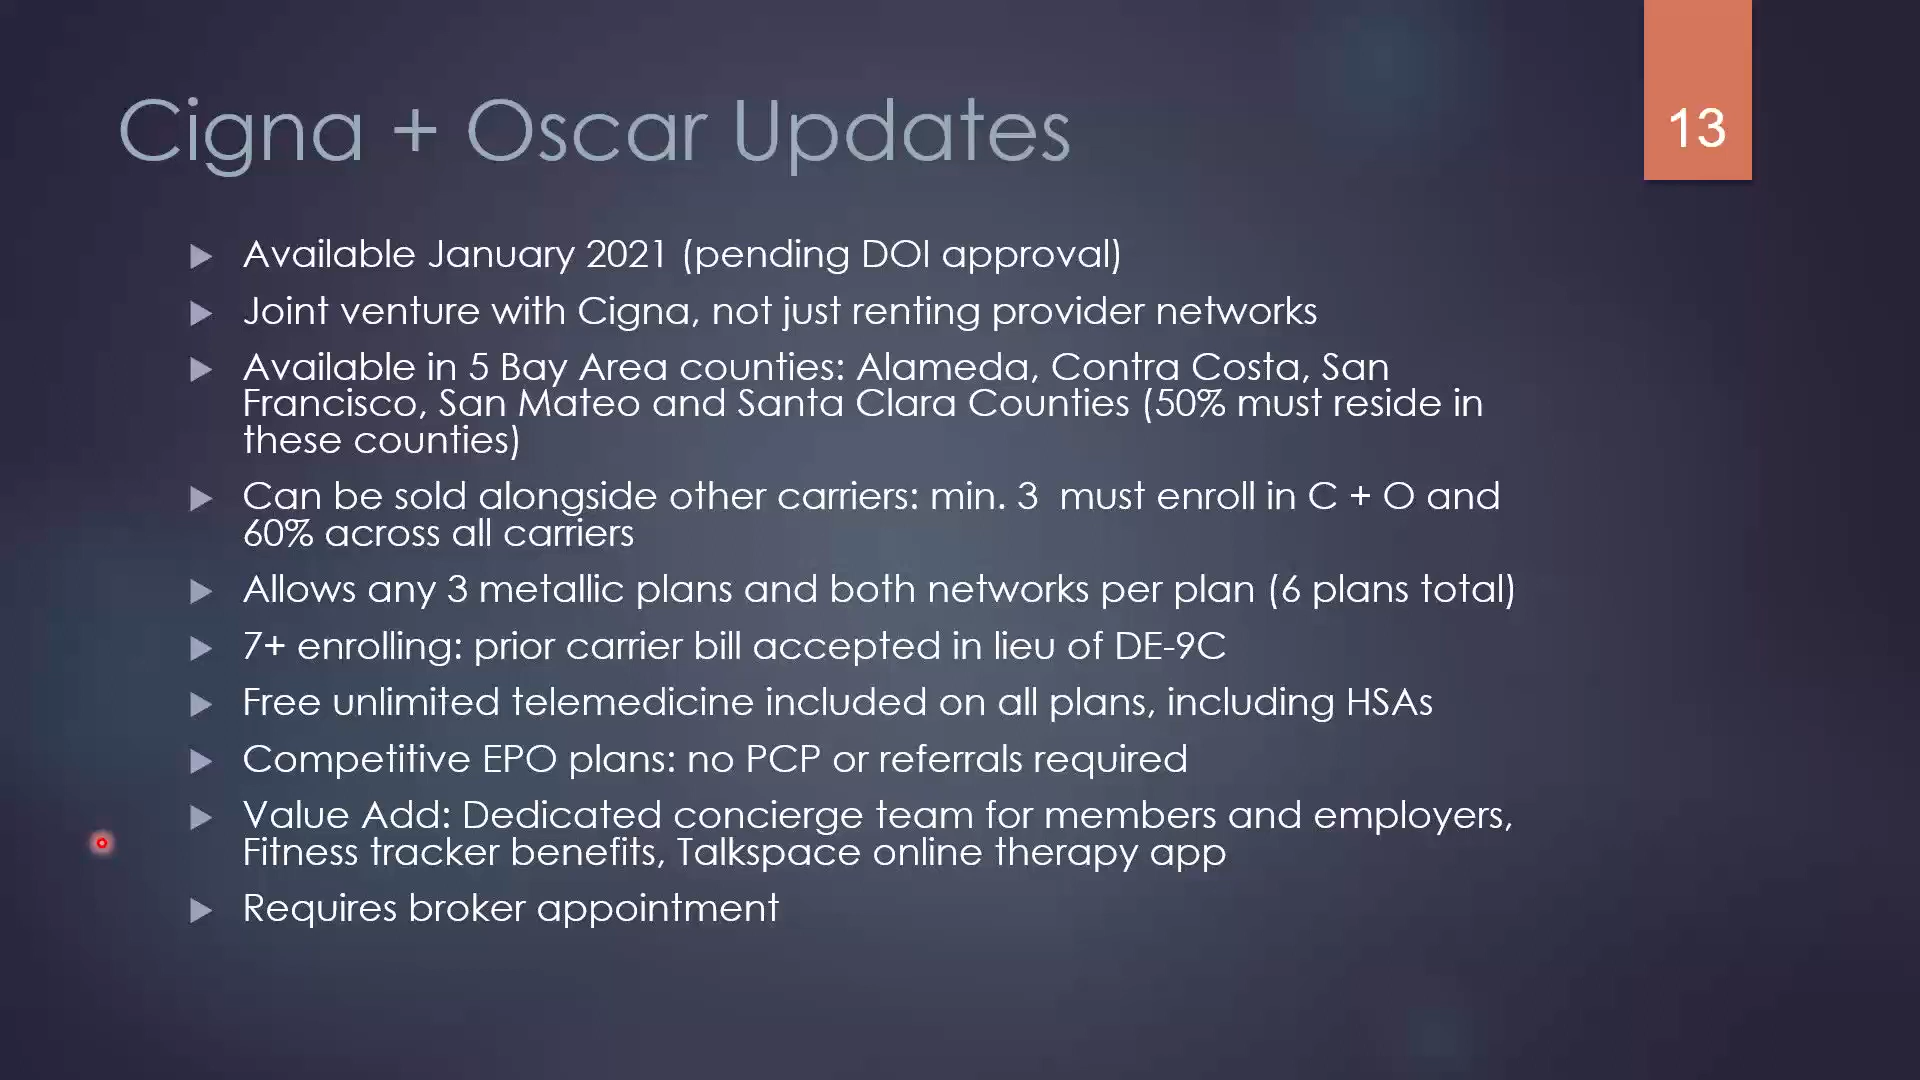 Cigna + Oscar Updates
13
Available January 2021 (pending DOI approval)
Joint venture with Cigna, not just renting provider networks
Available in 5 Bay Area counties: Alameda, Contra Costa, San
Francisco, San Mateo and Santa Clara Counties (50% must reside in
these counties)
Can be sold alongside other carriers: min. 3  must enroll in C + O and
60% across all carriers
Allows any 3 metallic plans and both networks per plan (6 plans total)
7+ enrolling: prior carrier bill accepted in lieu of DE-9C
Free unlimited telemedicine included on all plans, including HSAs
Competitive EPO plans: no PCP or referrals required
Value Add: Dedicated concierge team for members and employers,
Fitness tracker benefits, Talkspace online therapy app
Requires broker appointment